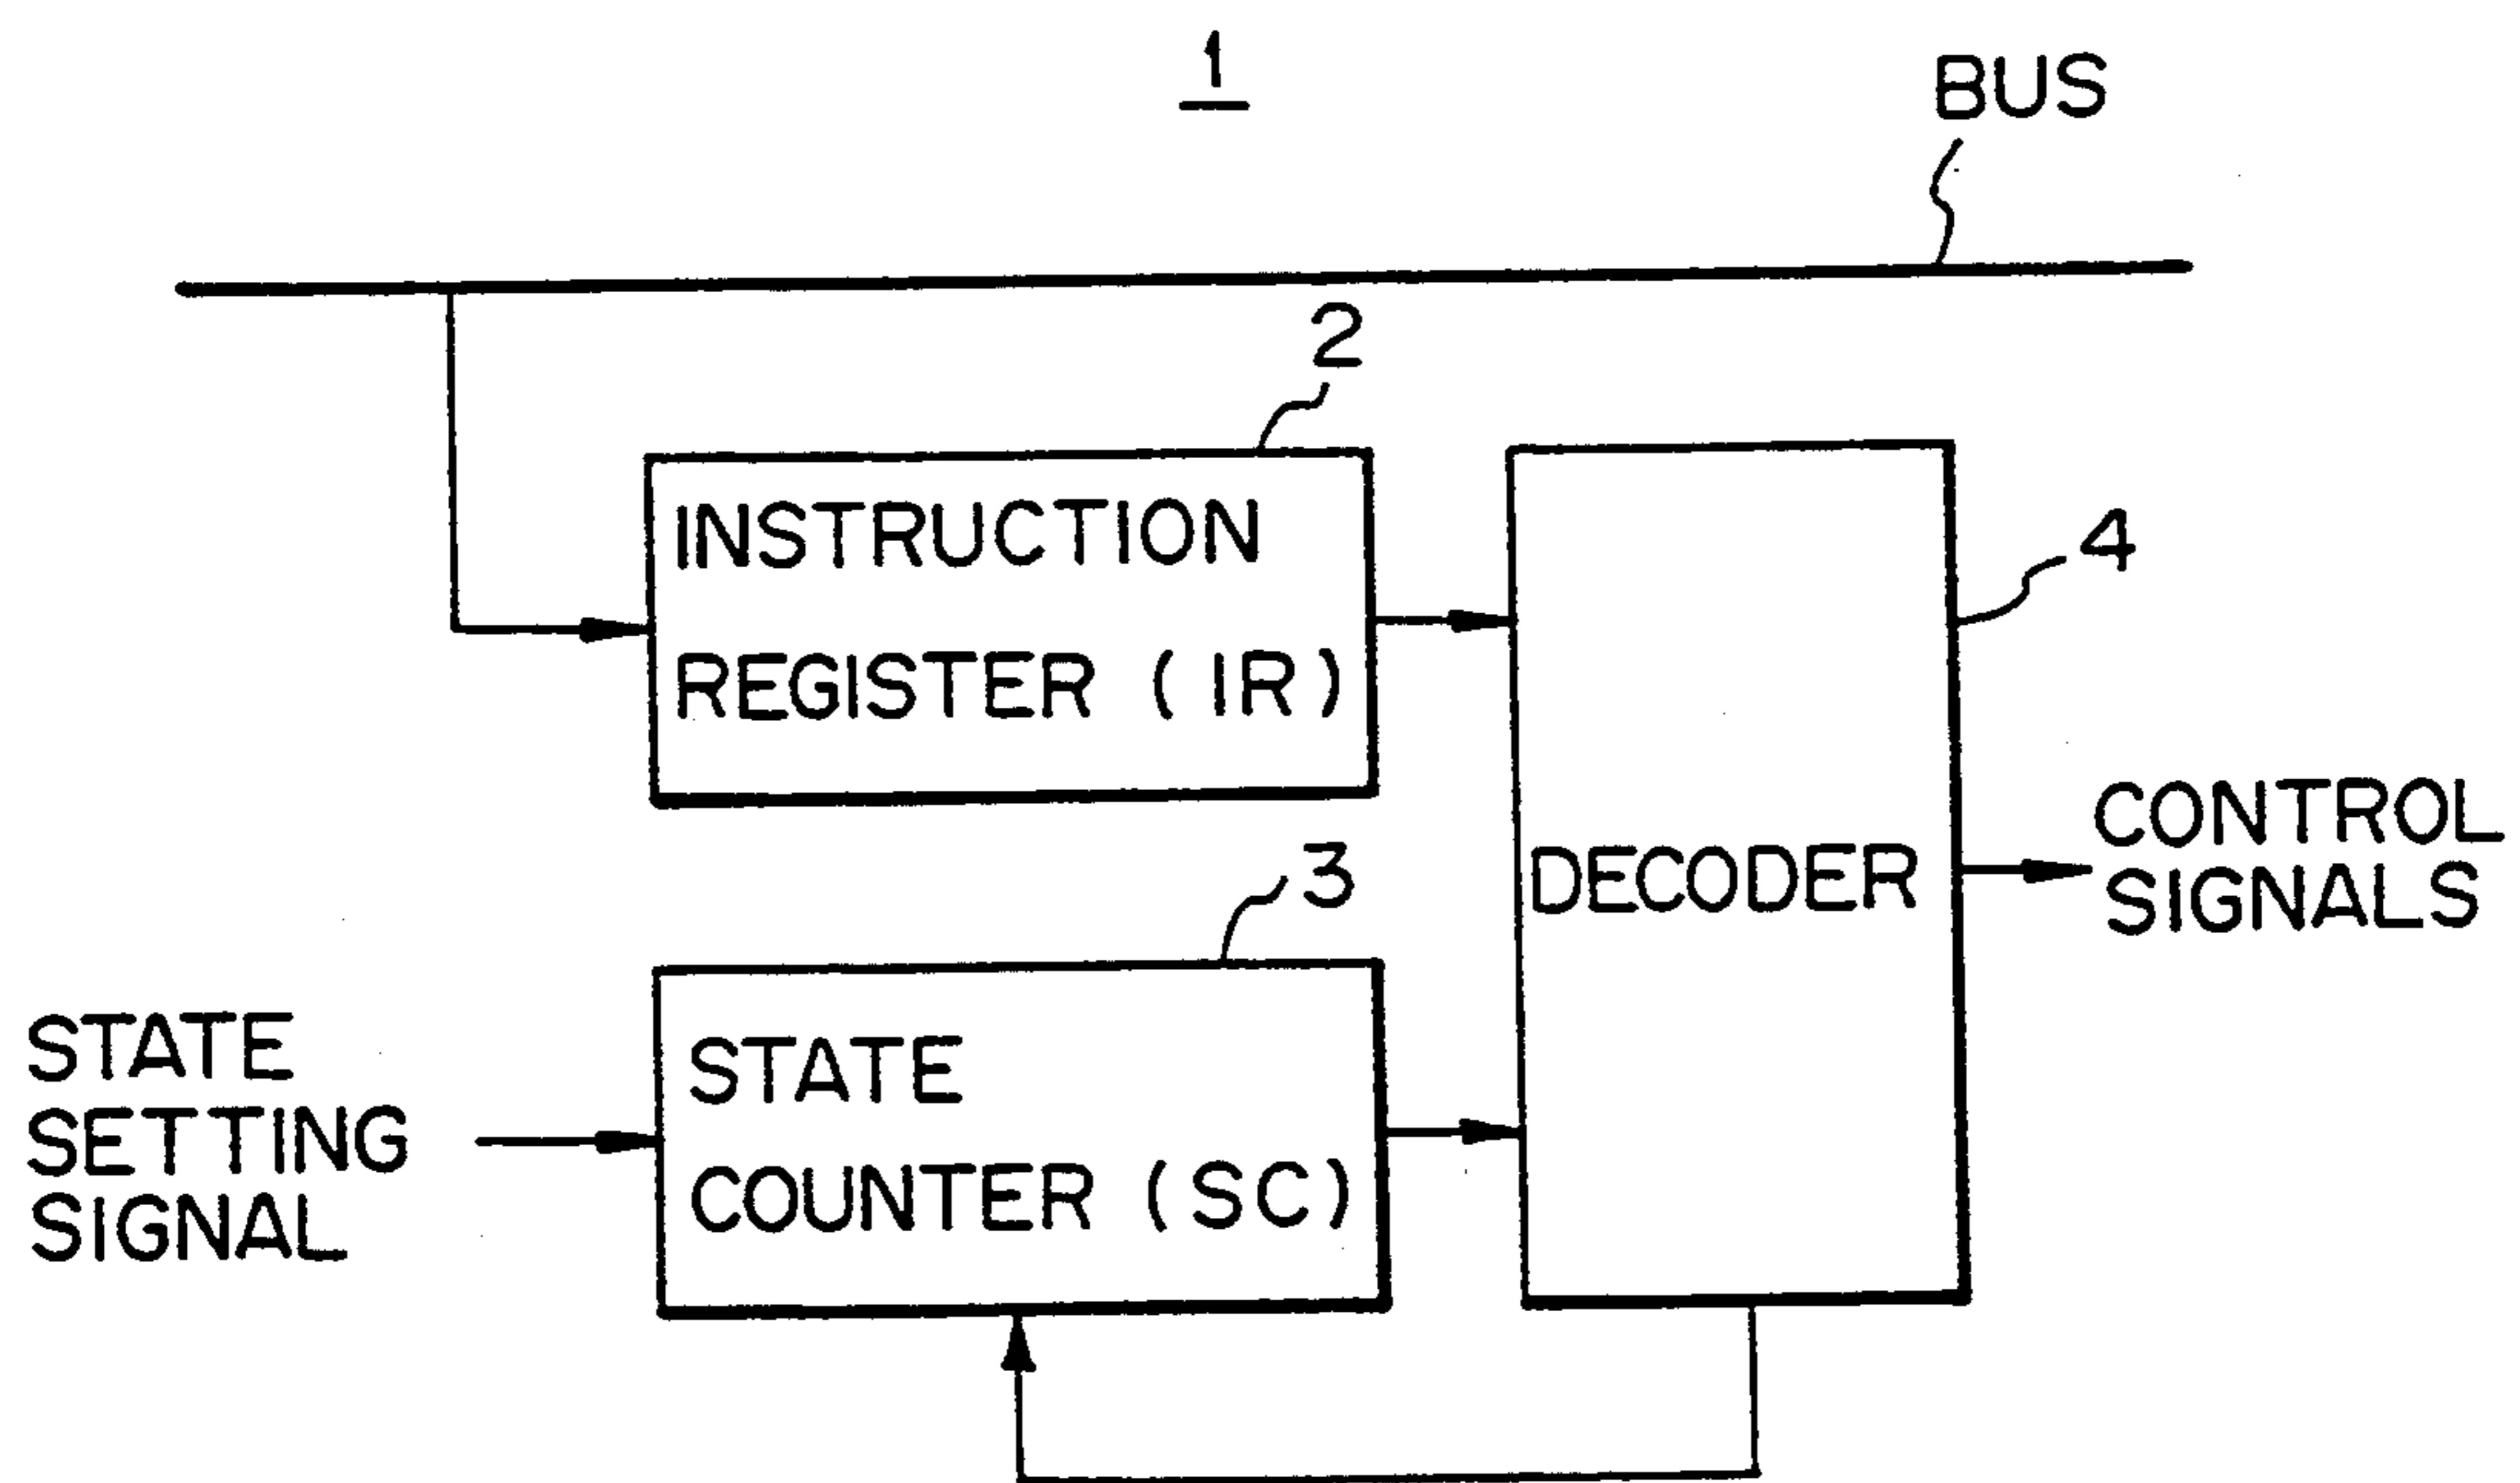 1
BUS
2
INSTRUCTION
REGISTER (IR)
4
DECODER
CONTROL
SIGNALS
3
STATE
SETTING
SIGNAL
STATE
COUNTER (SC)